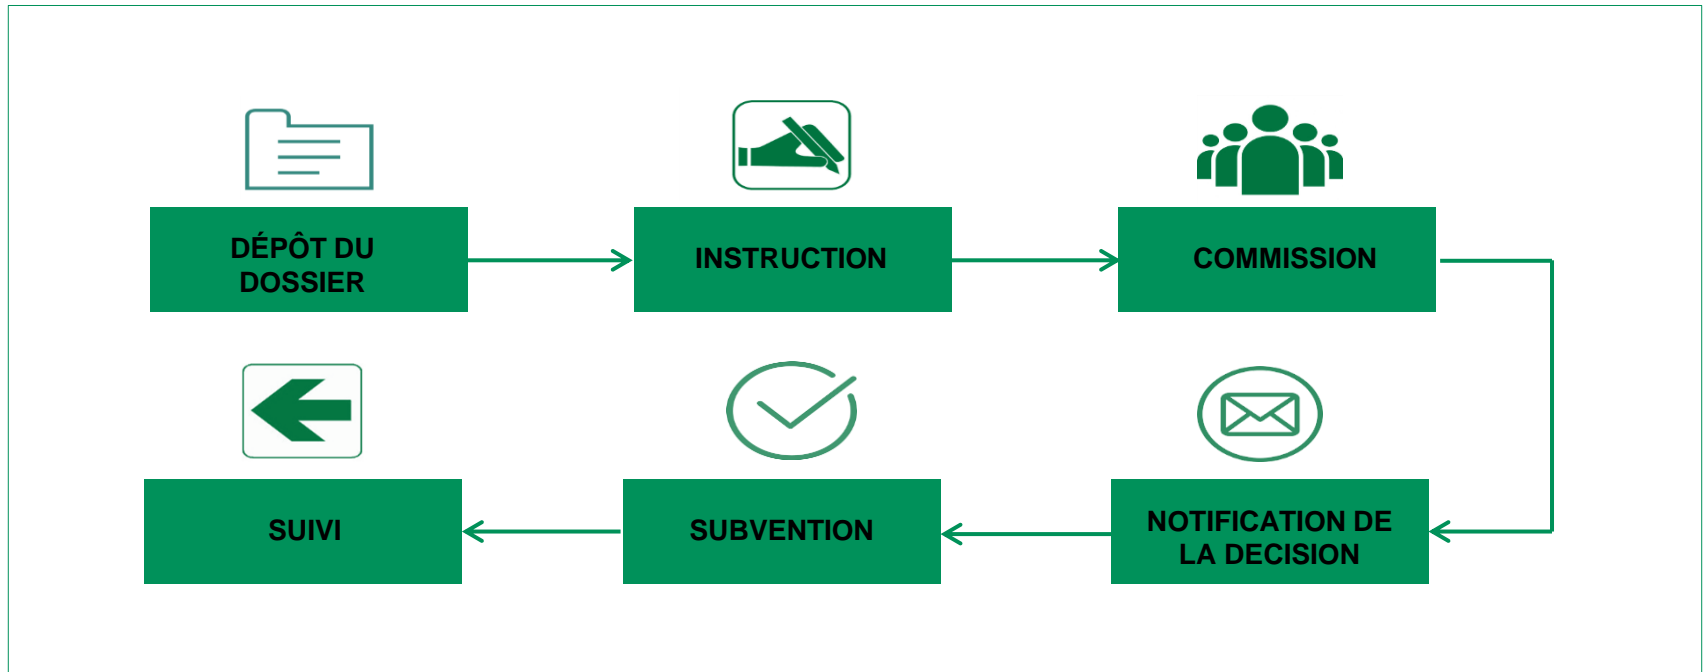 DÉPÔT DU
DOSSIER
INSTRUCTION
COMMISSION
NOTIFICATION DE
LA DECISION
SUBVENTION
SUIVI